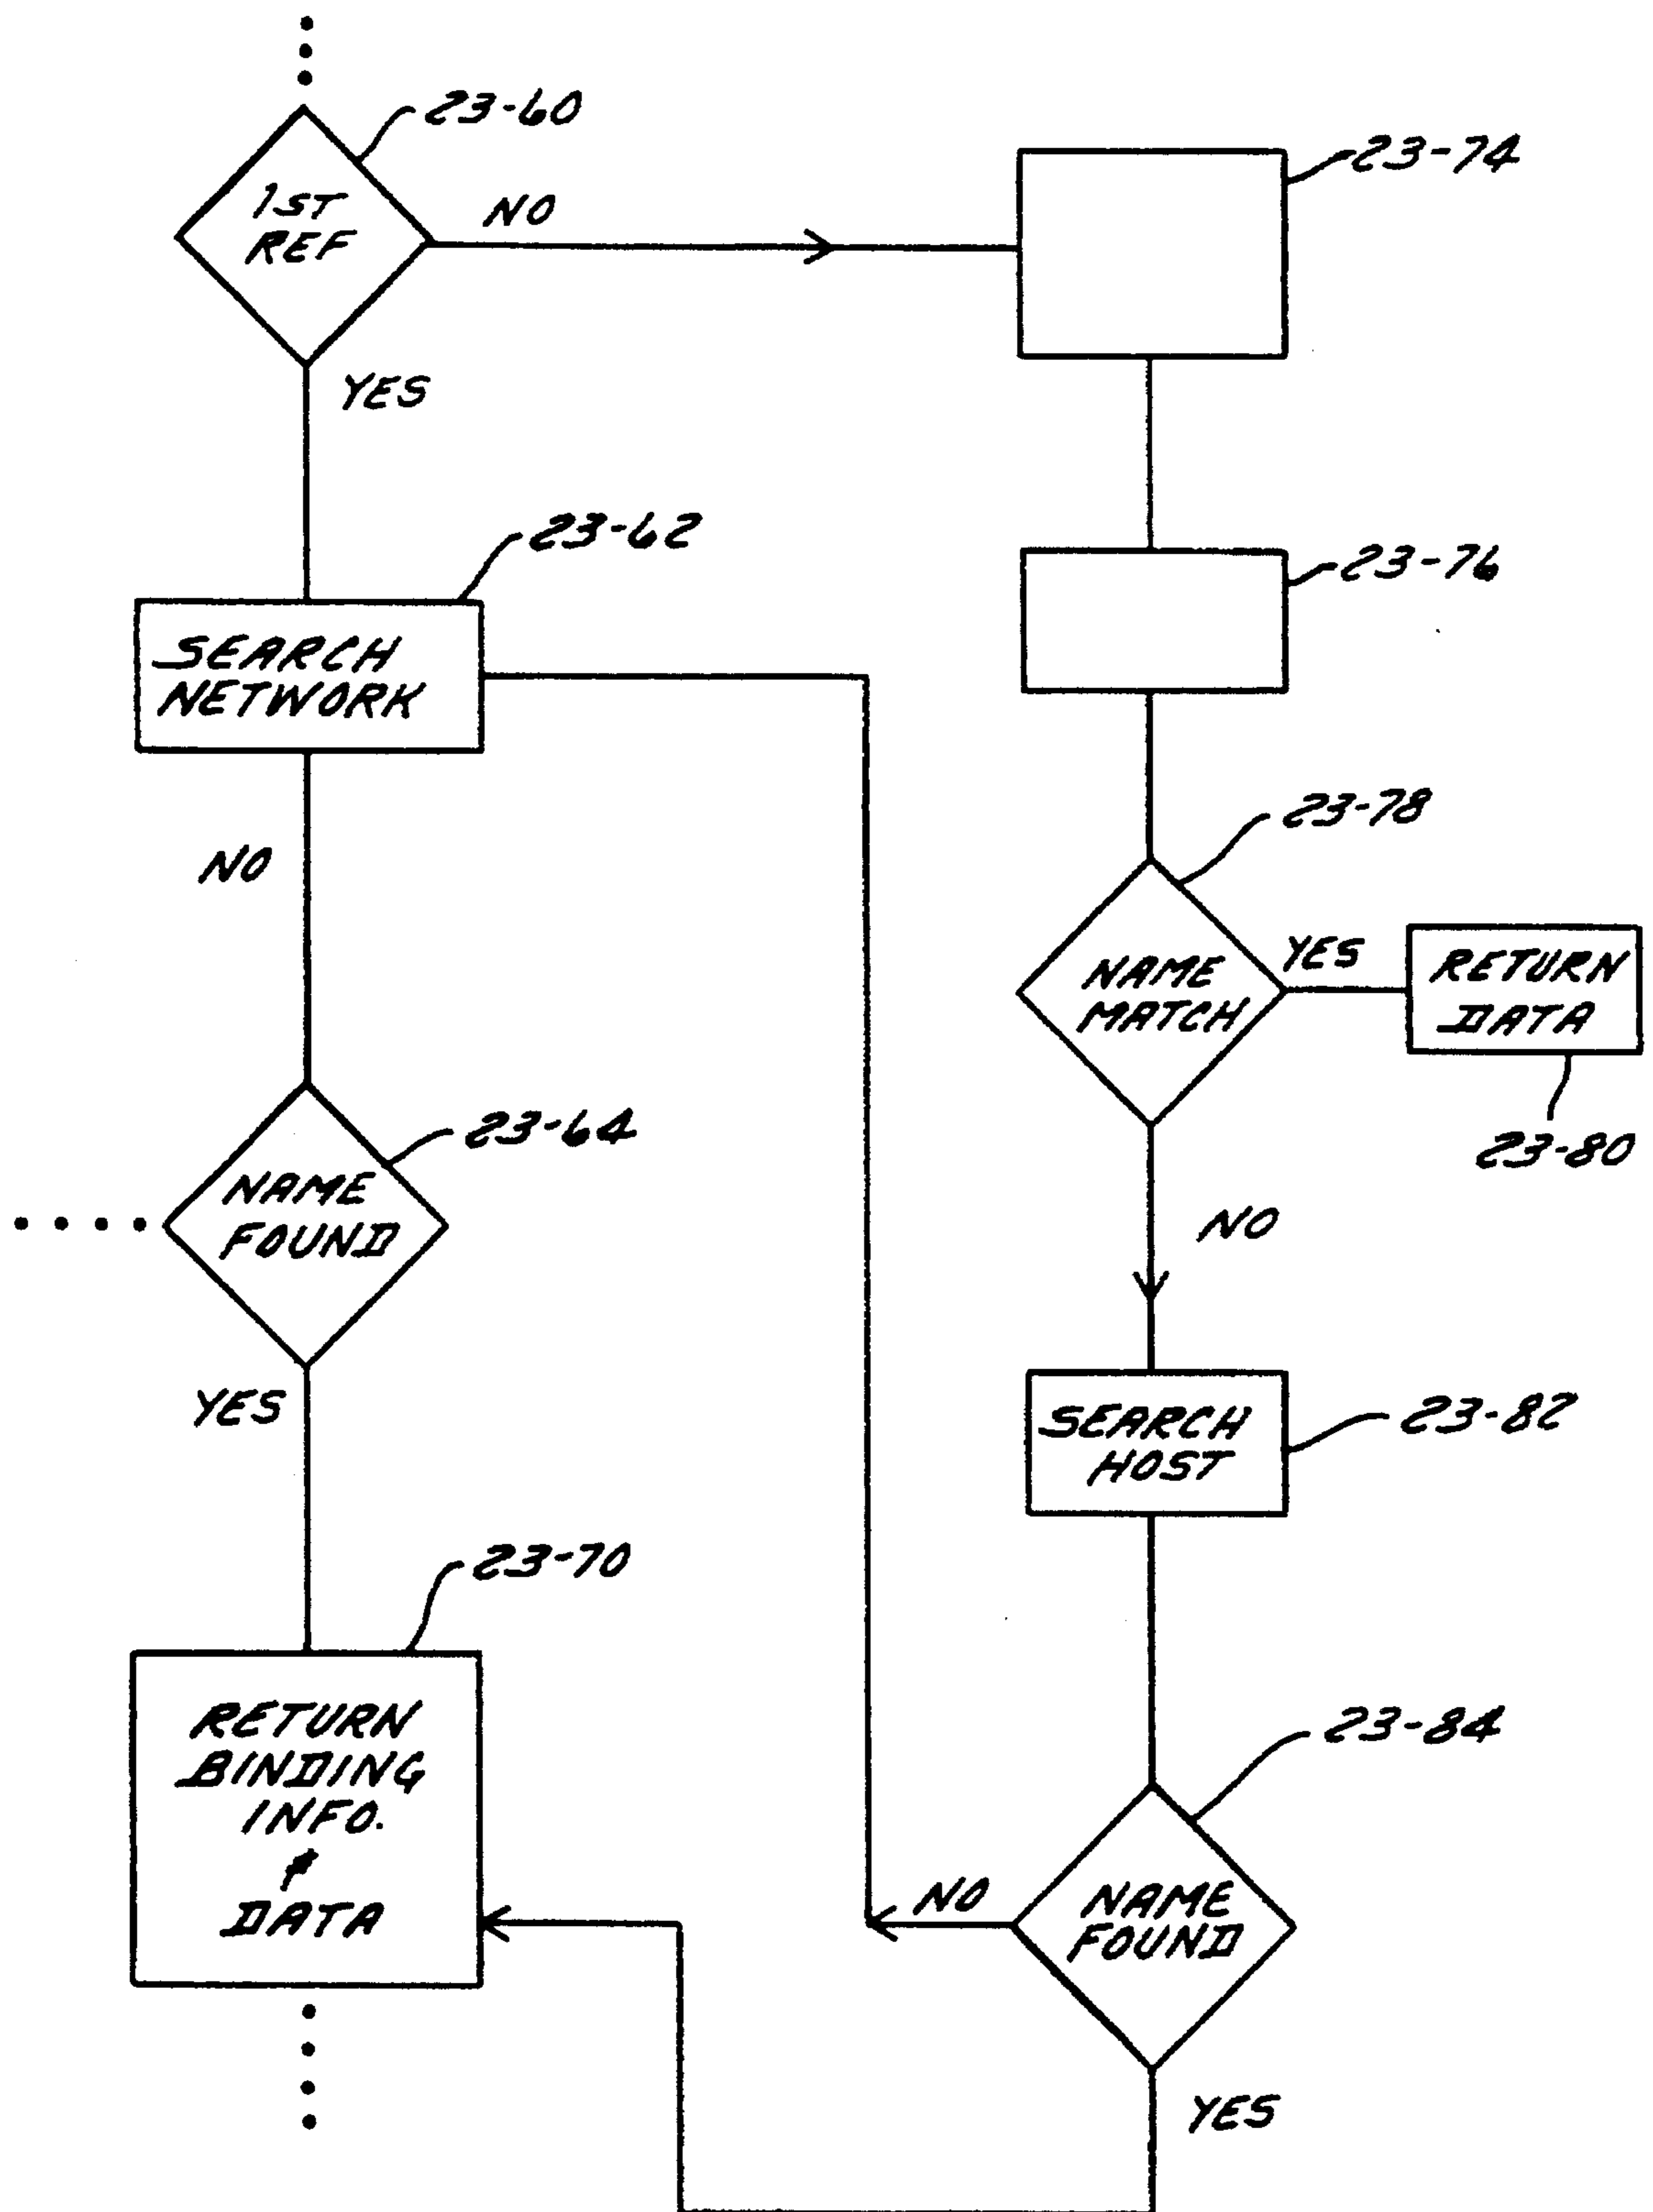 23-60
1ST
REF
NO
YES
23-74
23-62
SEARCH
NETWORK
23-76
NO
23-78
NAME
MATCH
YES
RETURN
DATA
23-80
23-64
NAME
FOUND
NO
YES
SEARCH
HOST
23-82
23-70
RETURN
BINDING
INFO.
&
DATA
23-84
NO
NAME
FOUND
YES